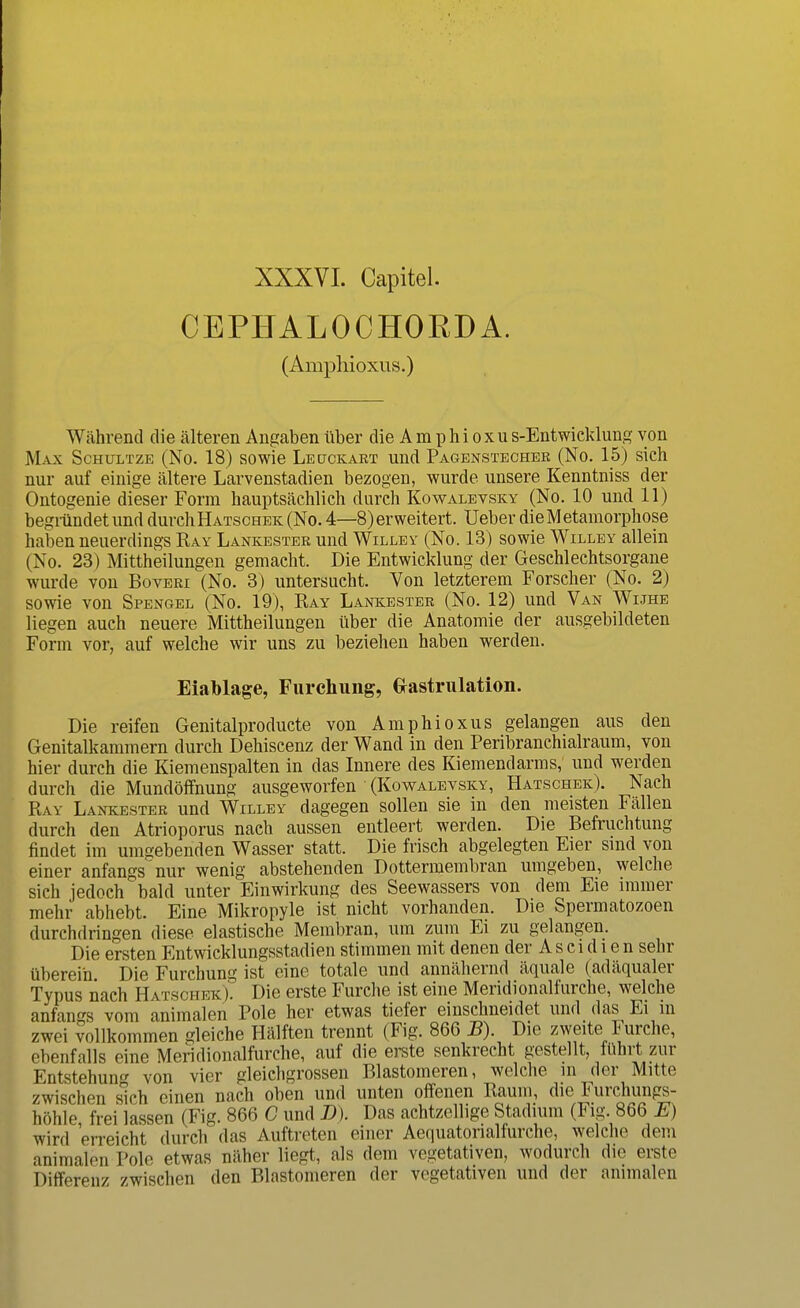 XXXVI. Capitel.
CEPHALOCHORDA.
(Amphioxus.)
Während die älteren Angaben über die Amphioxus-Entwicklung von
Max Schultze (No. 18) sowie Leuckart und Pagenstecher (No. 15) sich
nur auf einige ältere Larvenstadien bezogen, wurde unsere Kenntniss der
Ontogenie dieser Form hauptsächlich durch Kowalevsky (No. 10 und 11)
begründet und durch Hatschek (No. 4—8) erweitert. Ueber die Metamorphose
haben neuerdings Ray Lankester und Willey (No. 13) sowie Willey allein
(No. 23) Mittheilungen gemacht. Die Entwicklung der Geschlechtsorgane
wurde von Boveri (No. 3) untersucht. Von letzterem Forscher (No. 2)
sowie von Spengel (No. 19), Ray Lankester (No. 12) und Van Wijhe
liegen auch neuere Mittheilungen über die Anatomie der ausgebildeten
Form vor, auf welche wir uns zu beziehen haben werden.
Eiablage, Furchung, Gastrulation.
Die reifen Genitalproducte von Amphioxus gelangen aus den
Genitalkammern durch Dehiscenz der Wand in den Peribranchialraum, von
hier durch die Kiemenspalten in das Innere des Kiemendarms, und werden
durch die Mundöffnung ausgeworfen (Kowalevsky, Hatschek). Nach
Ray Lankester und Willey dagegen sollen sie in den meisten Fällen
durch den Atrioporus nach aussen entleert werden. Die Befruchtung
findet im umgebenden Wasser statt. Die frisch abgelegten Eier sind von
einer anfangs nur wenig abstehenden Dottermembran umgeben, welche
sich jedoch bald unter Einwirkung des Seewassers von dem Eie immer
mehr abhebt. Eine Mikropyle ist nicht vorhanden. Die Spermatozoen
durchdringen diese elastische Membran, um zum Ei zu gelangen.
Die ersten Entwicklungsstadien stimmen mit denen der Ascidien sehr
überein. Die Furchung ist eine totale und annähernd äquale (adäqualer
Typus nach Hatschek). Die erste Furche ist eine Meridionalfurche, welche
anfangs vom animalen Pole her etwas tiefer einschneidet und das Ei in
zwei vollkommen gleiche Hälften trennt (Fig. 866 B). Die zweite Furche,
ebenfalls eine Meridionalfurche, auf die erste senkrecht gestellt, führt zur
Entstehung von vier gleichgrossen Blastomeren, welche in der Mitte
zwischen sich einen nach oben und unten offenen Raum, die Furchungs-
höhle, frei lassen (Fig. 866 C und D). Das achtzellige Stadium (Fig. 866 E)
wird erreicht durch das Auftreten einer Aequatorialfurche, welche dem
animalen Pole etwas näher liegt, als dem vegetativen, wodurch die erste
Differenz zwischen den Blastomeren der vegetativen und der animalen